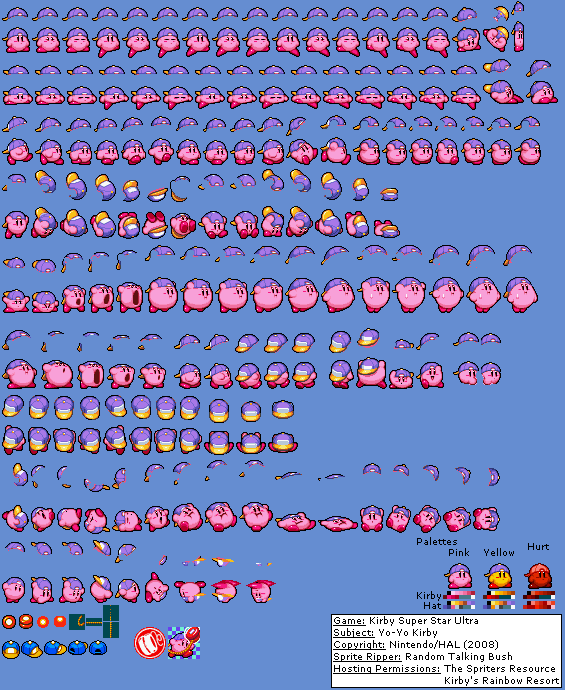 Palettes
Pink Yellow Hurt
Kirby
Hat
Game: Kirby Super Star Ultra
Subject: Yo-Yo Kirby
Copyright: Nintendo/HAL (2008)
Sprite Ripper: Random Talking Bush
Hosting Permissions: The Spriters Resource
Kirby's Rainbow Resort